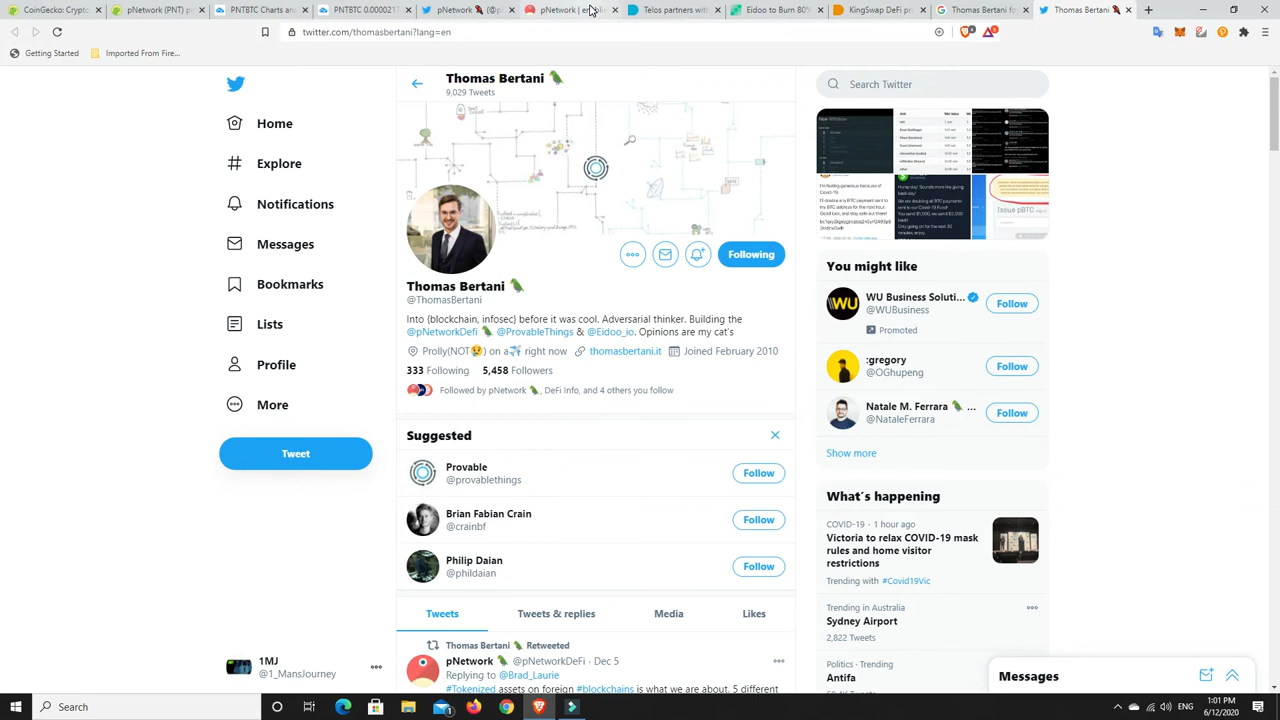 CoinGecko: Crypto
pNetwork (PNT) pr
PNTBTC Charts an
PNTBTC 0.000021
pNetwork
pNetwork | e
Telos partners with
Eidoo to Burn 80%
KingSwap DeFi pr
Thomas Bertani - G
Thomas Bertani
twitter.com/thomasbertani?lang=en
Getting Started
Imported From Fire...
Thomas Bertani
9,029 Tweets
Search Twitter
Home
Explore
Notifications
Messages
Bookmarks
Lists
Profile
More
Tweet
Following
Thomas Bertani
@ThomasBertani
Into {blockchain, infosec} before it was cool. Adversarial thinker. Building the
@pNetworkDefi @ProvableThings & @Eidoo_io. Opinions are my cat's
Prolly(NOT😢) on a✈️ right now thomasbertani.it Joined February 2010
333 Following 5,458 Followers
Followed by pNetwork 🦜, DeFi Info, and 4 others you follow
Suggested
Provable
@provablethings
Follow
Brian Fabian Crain
@crainbf
Follow
Philip Daian
@phildaian
Follow
Tweets
Tweets & replies
Media
Likes
Thomas Bertani 🦜 Retweeted
pNetwork 🦜 @pNetworkDeFi · Dec 5
Replying to @Brad_Laurie
#Tokenized assets on foreign #blockchains is what we are about. 5 different
Issue pBTC
You might like
WU Business Soluti...
@WUBusiness
Promoted
Follow
:gregory
@OGhupeng
Follow
Natale M. Ferrara 🦜 ...
@NataleFerrara
Follow
Show more
What's happening
COVID-19 · 1 hour ago
Victoria to relax COVID-19 mask
rules and home visitor
restrictions
Trending with #Covid19Vic
Trending in Australia
Sydney Airport
2,822 Tweets
Politics · Trending
Antifa
Messages
1MJ
@1_MansJourney
Search
ENG
1:01 PM
6/12/2020